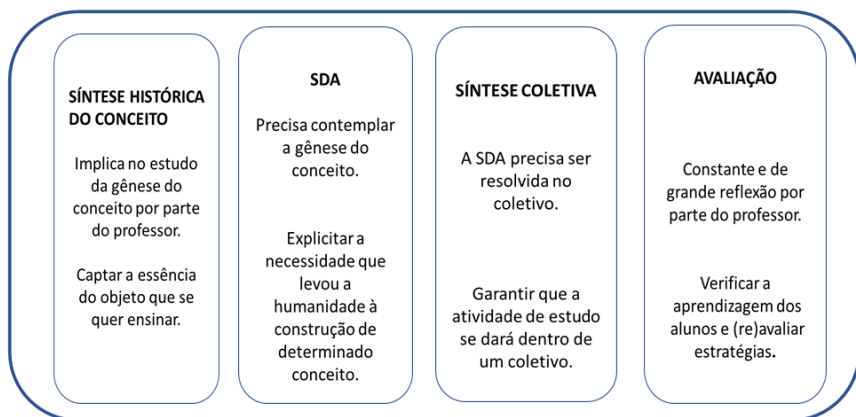 SÍNTESE HISTÓRICA
DO CONCEITO
Implica no estudo
da gênese do
conceito por parte
do professor.
Captar a essência
do objeto que se
quer ensinar.
SDA
Precisa contemplar
a gênese do
conceito.
Explicitar a
necessidade que
levou a
humanidade à
construção de
determinado
conceito.
SÍNTESE COLETIVA
A SDA precisa ser
resolvida no
coletivo.
Garantir que a
atividade de estudo
se dará dentro de
um coletivo.
AVALIAÇÃO
Constante e de
grande reflexão por
parte do professor.
Verificar a
aprendizagem dos
alunos e (re)avaliar
estratégias.